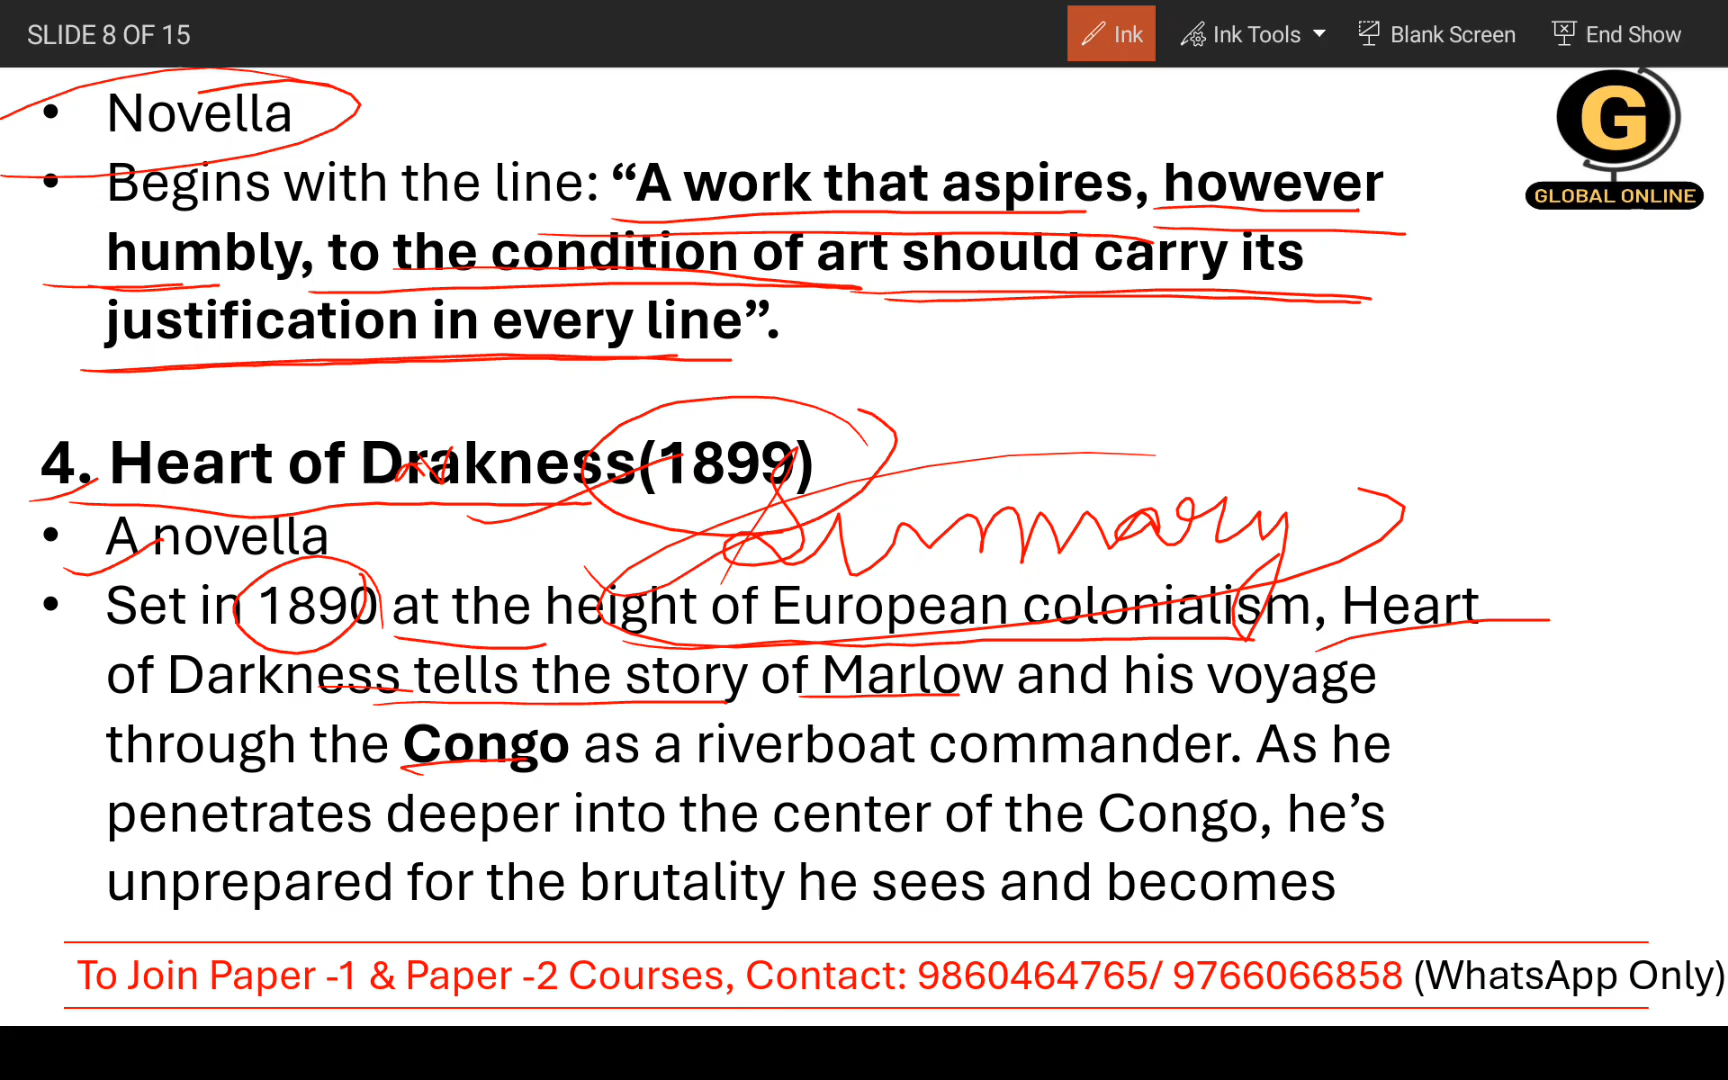 SLIDE 8 OF 15
Ink
Ink Tools
Blank Screen
End Show
G
GLOBAL ONLINE
• Novella
• Begins with the line: “A work that aspires, however
humbly, to the condition of art should carry its
justification in every line”.
4. Heart of Drakness(1899)
Summary
• A novella
• Set in 1890 at the height of European colonialism, Heart
of Darkness tells the story of Marlow and his voyage
through the Congo as a riverboat commander. As he
penetrates deeper into the center of the Congo, he’s
unprepared for the brutality he sees and becomes
To Join Paper -1 & Paper -2 Courses, Contact: 9860464765/ 9766066858 (WhatsApp Only)